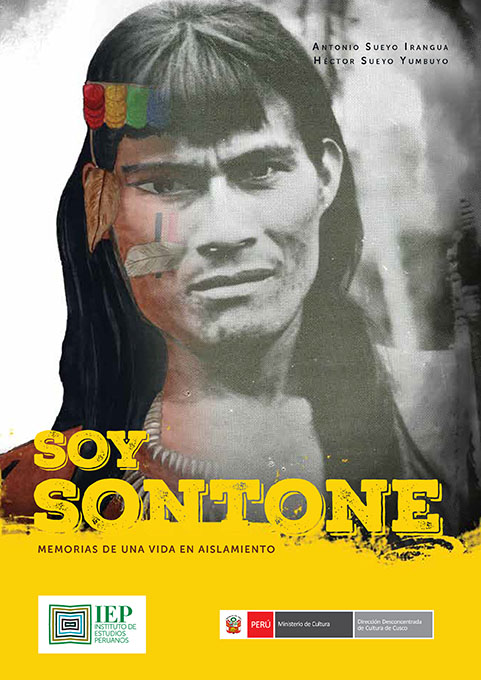 Antonio Sueyo Irangua
Héctor Sueyo Yumbuyo
SOY
SONTONE
MEMORIAS DE UNA VIDA EN AISLAMIENTO
IEP
INSTITUTO DE
ESTUDIOS
PERUANOS
PERÚ
Ministerio de Cultura
Dirección Desconcentrada
de Cultura de Cusco